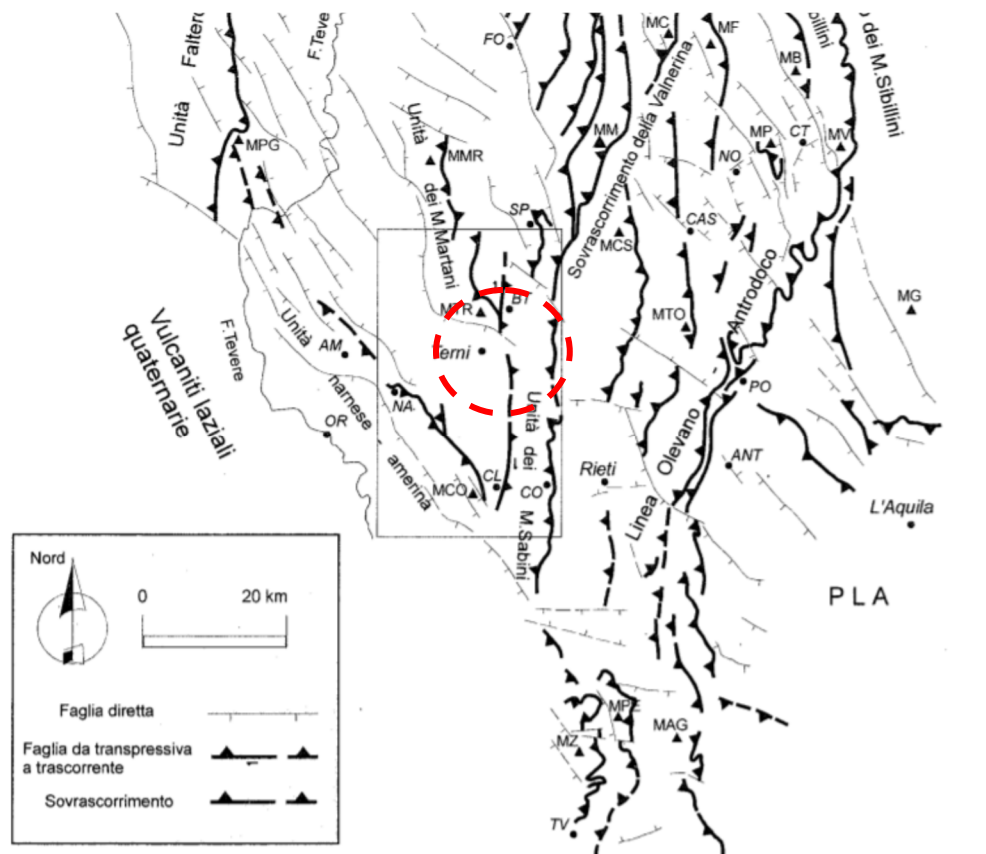 Unità
Faltero
F.Tevere
FO
MC
MF
MB
MPG
Unità
dei M.Martani
MMR
MM
Sovrascorrimento della Valnerina
MP
CT
MV
dei M.Sibillini
NO
SP
MCS
CAS
MTR
BT
MTO
MG
Terni
Vulcaniti laziali
quaternarie
F.Tevere
Unità
narnese
amerina
AM
NA
OR
MCO
CL
CO
Unità dei
M.Sabini
Rieti
Linea
Olevano
Antrodoco
PO
ANT
L'Aquila
PLA
MPE
MZ
MAG
TV
Nord
0
20 km
Faglia diretta
Faglia da transpressiva
a trascorrente
Sovrascorrimento